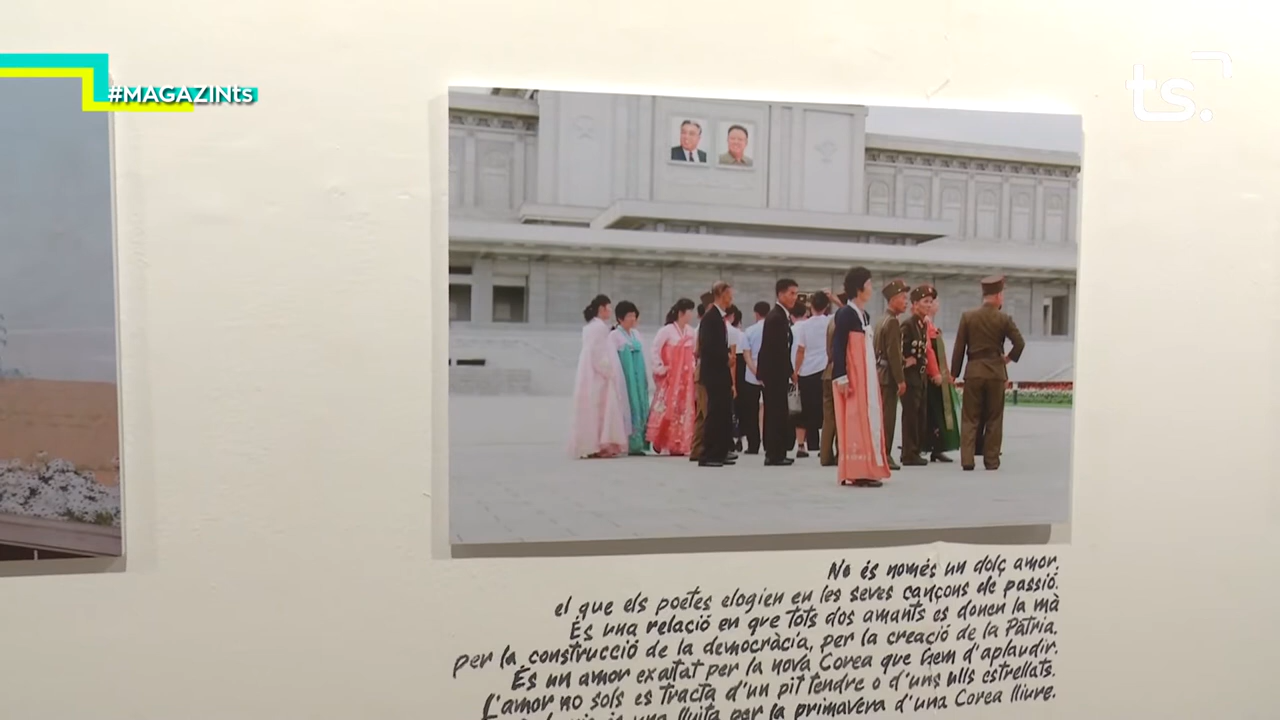 #MAGAZINts
ts.
No és només un dolç amor,
el que els poetes elogien en les seves cançons de passió.
És una relació en que tots dos amants es donen la mà
per la construcció de la democràcia, per la creació de la Pàtria.
És un amor exaltat per la nova Corea que hem d'aplaudir.
L'amor no sols es tracta d'un pit tendre o d'uns ulls estrellats.
una lluita per la primavera d'una Corea lliure.